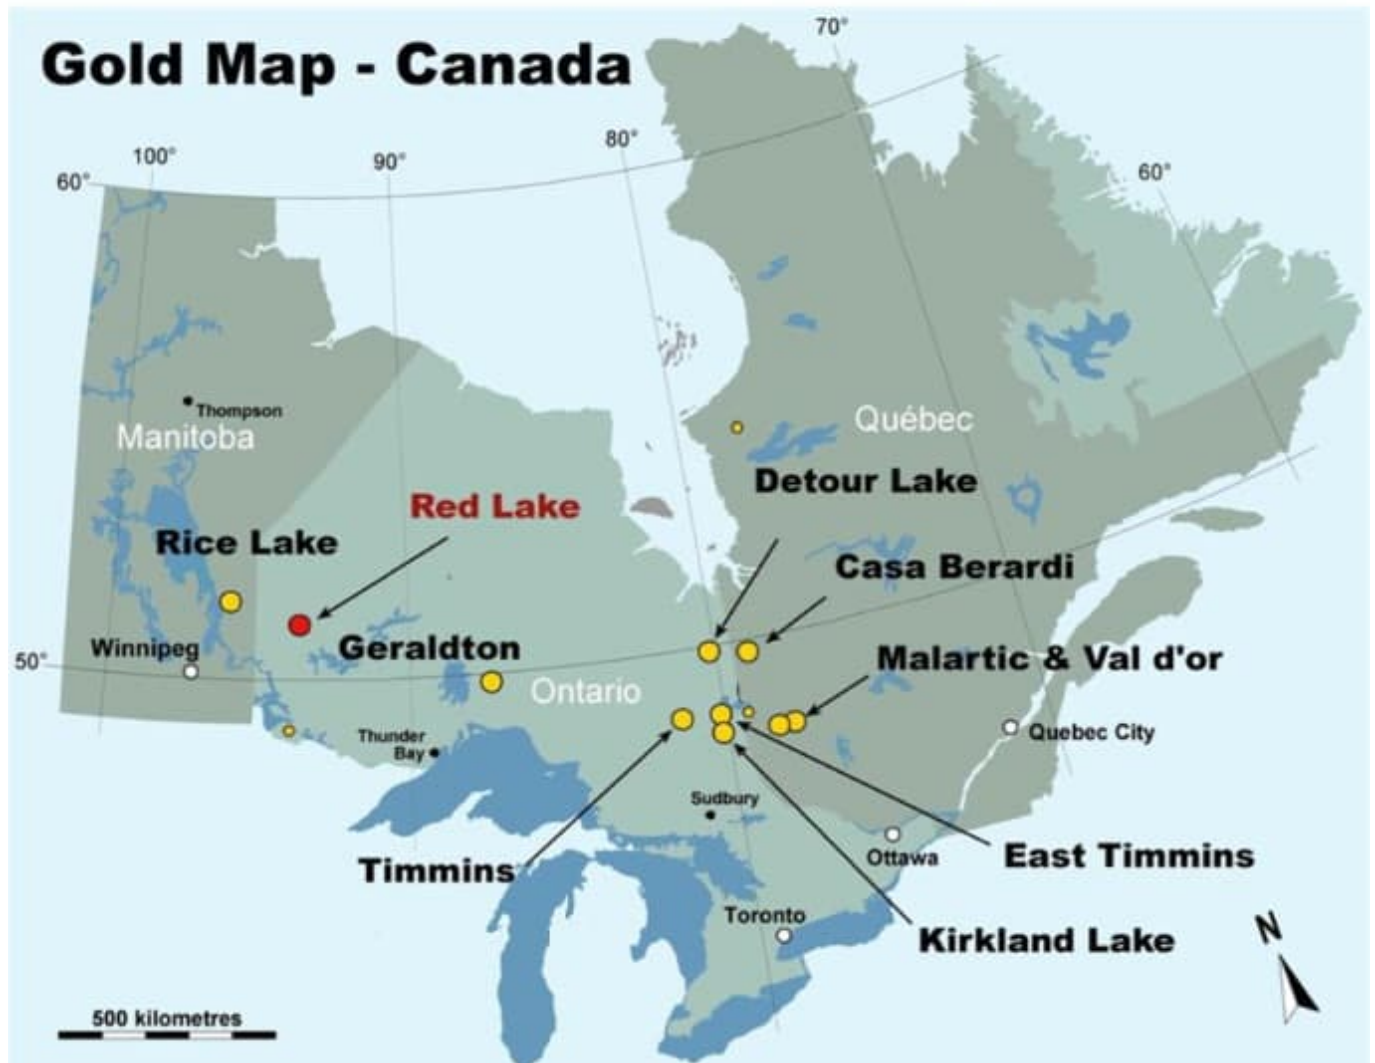 Gold Map - Canada
70°
80°
100°
90°
60°
60°
Thompson
Manitoba
Québec
Detour Lake
Red Lake
Rice Lake
Casa Berardi
Winnipeg
Geraldton
Malartic & Val d'or
50°
Ontario
Thunder
Bay
Quebec City
Sudbury
Timmins
Ottawa
East Timmins
Toronto
Kirkland Lake
N
500 kilometres